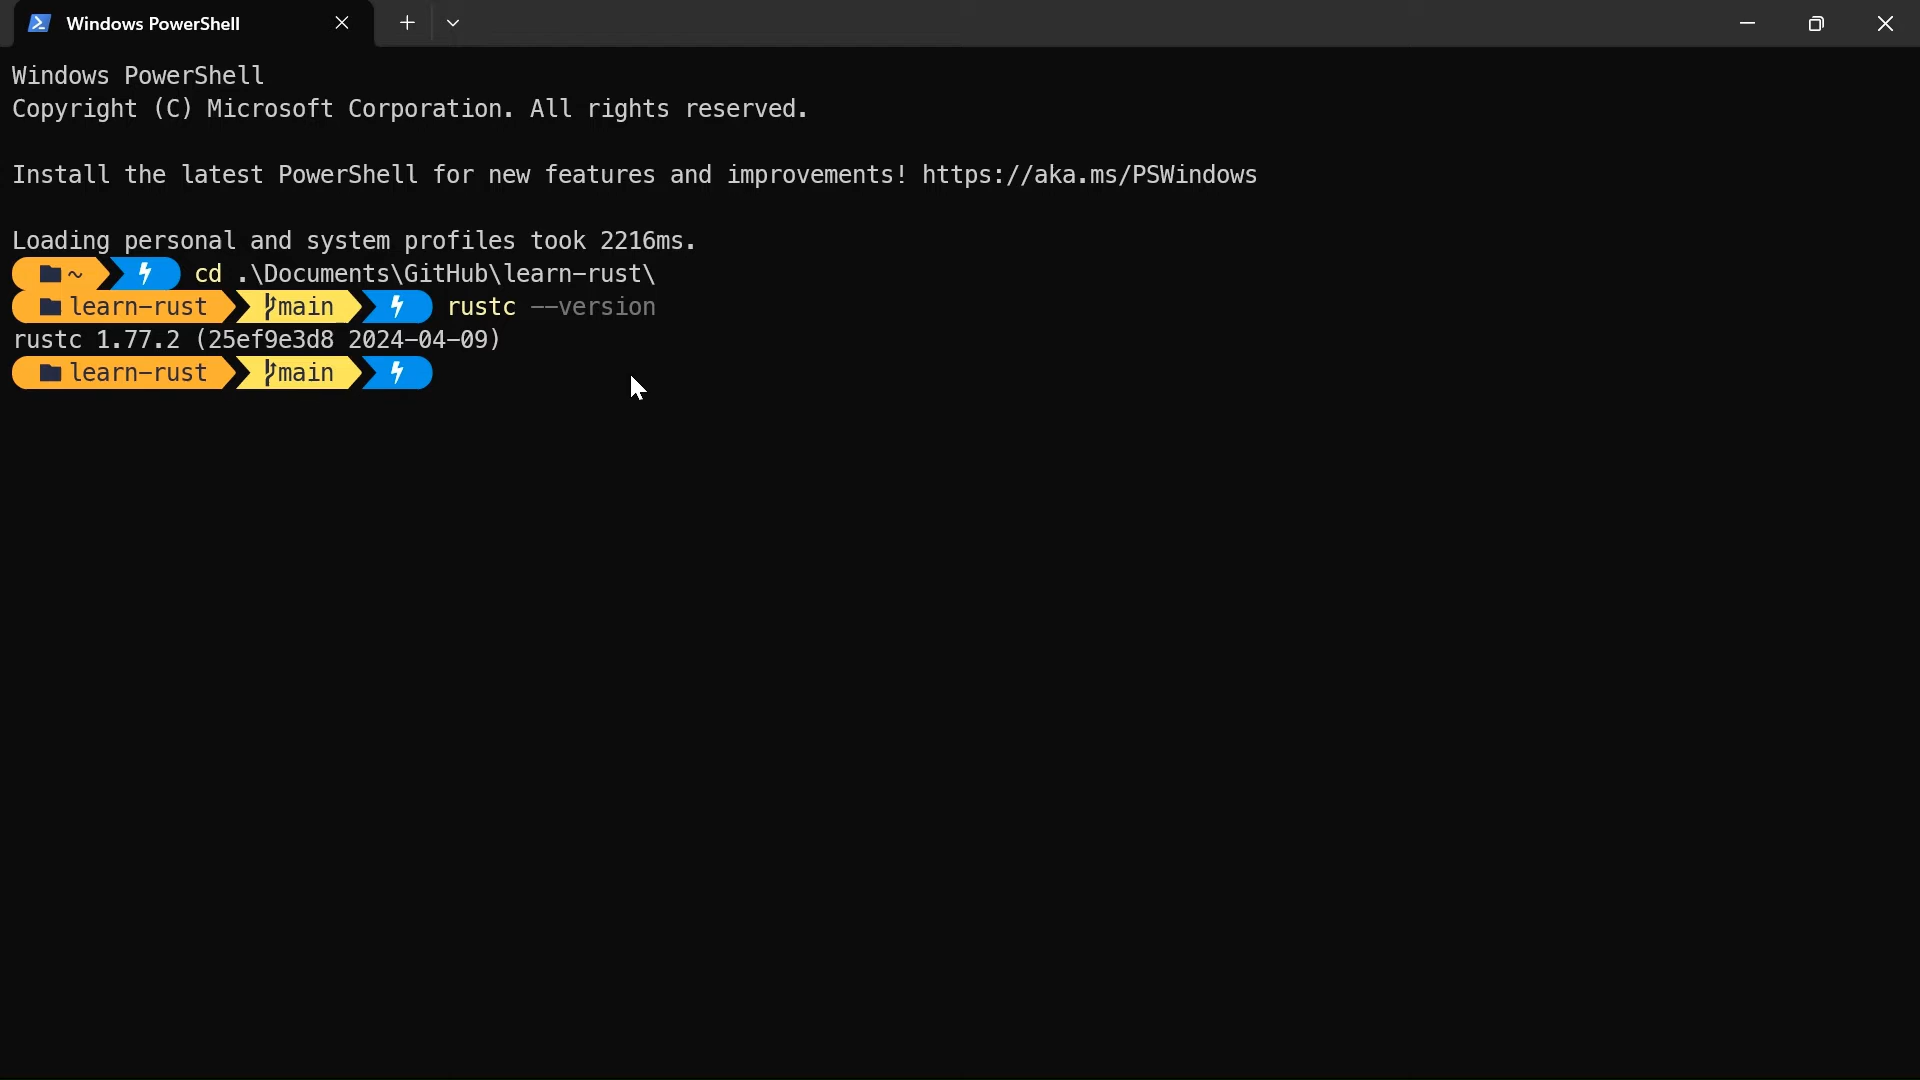 Windows PowerShell
Windows PowerShell
Copyright (C) Microsoft Corporation. All rights reserved.
Install the latest PowerShell for new features and improvements! https://aka.ms/PSWindows
Loading personal and system profiles took 2216ms.
~ cd .\Documents\GitHub\learn-rust\
learn-rust main rustc --version
rustc 1.77.2 (25ef9e3d8 2024-04-09)
learn-rust main